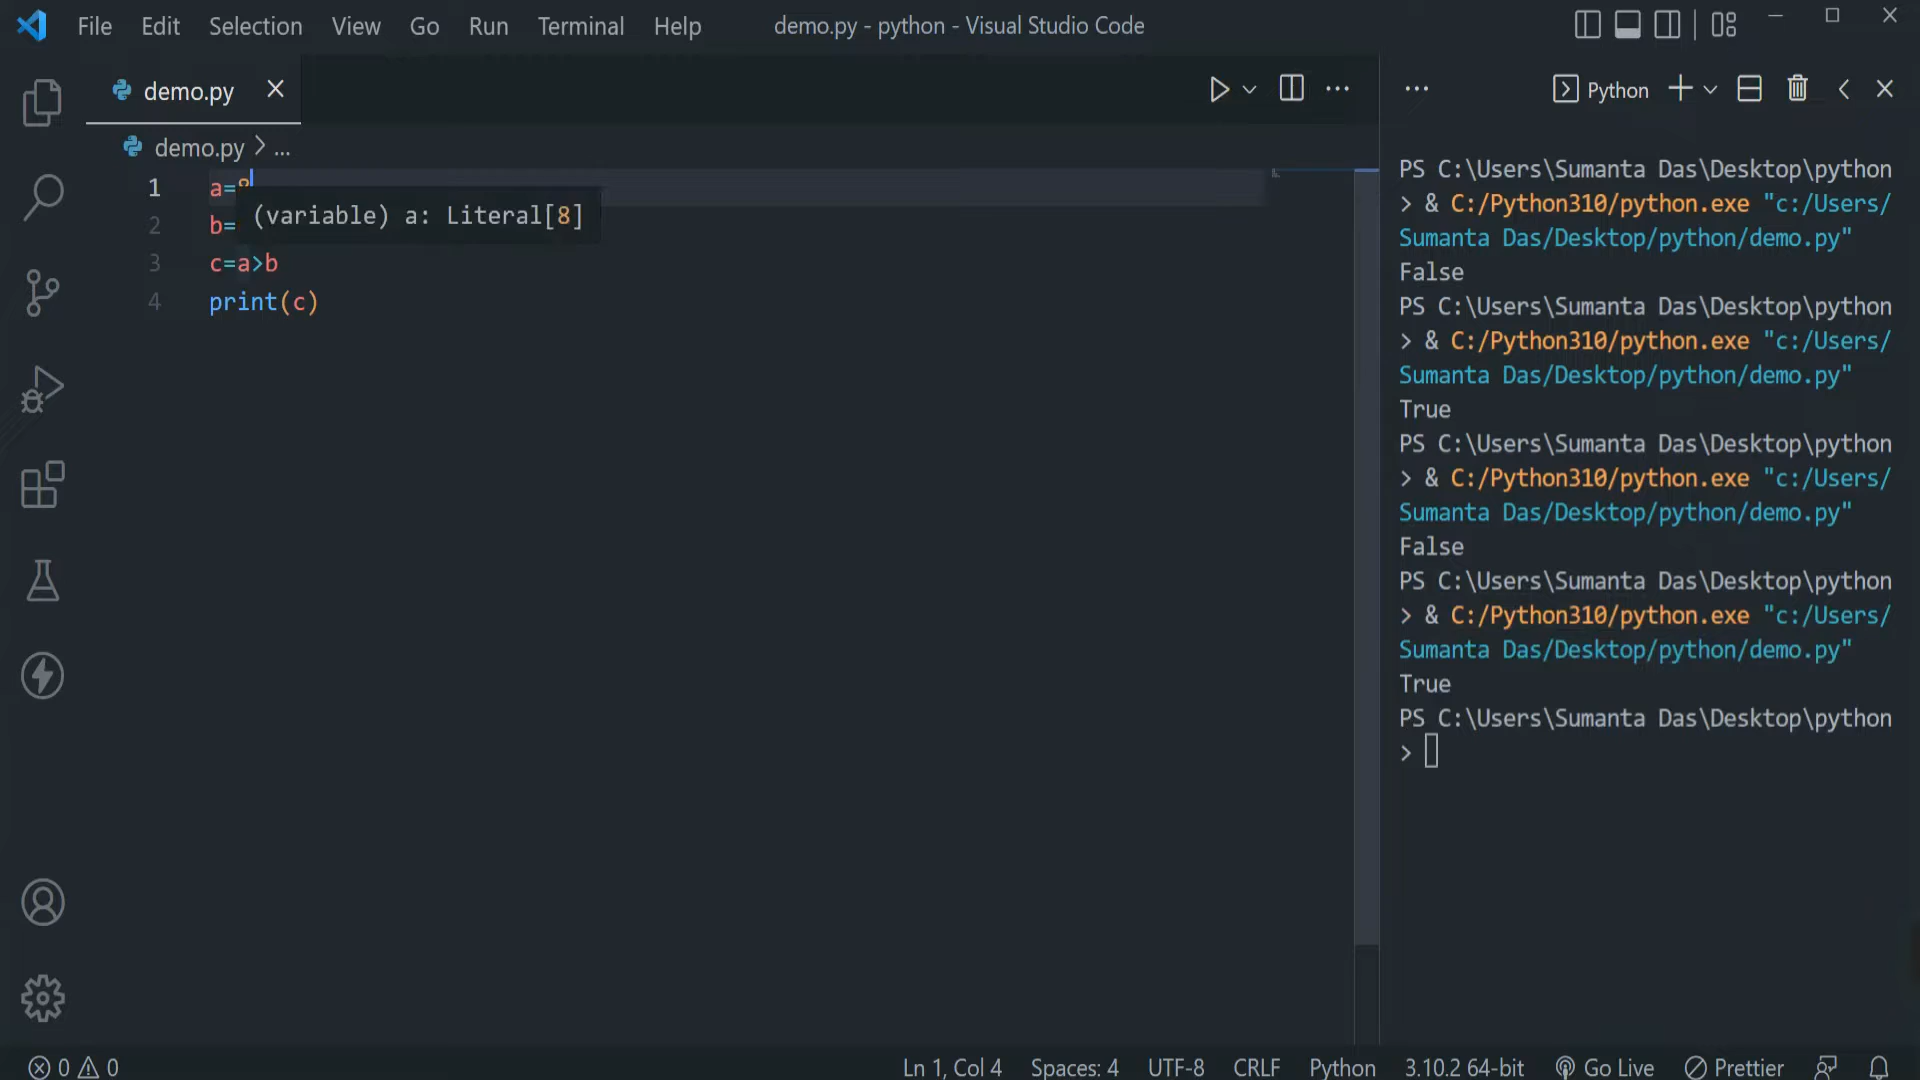 File Edit Selection View Go Run Terminal Help
demo.py - python - Visual Studio Code
demo.py
demo.py > ...
1 a=8
(variable) a: Literal[8]
2 b=
3 c=a>b
4 print(c)
Python
PS C:\Users\Sumanta Das\Desktop\python
> & C:/Python310/python.exe "c:/Users/
Sumanta Das/Desktop/python/demo.py"
False
PS C:\Users\Sumanta Das\Desktop\python
> & C:/Python310/python.exe "c:/Users/
Sumanta Das/Desktop/python/demo.py"
True
PS C:\Users\Sumanta Das\Desktop\python
> & C:/Python310/python.exe "c:/Users/
Sumanta Das/Desktop/python/demo.py"
False
PS C:\Users\Sumanta Das\Desktop\python
> & C:/Python310/python.exe "c:/Users/
Sumanta Das/Desktop/python/demo.py"
True
PS C:\Users\Sumanta Das\Desktop\python
>
0 0 Ln 1, Col 4 Spaces: 4 UTF-8 CRLF Python 3.10.2 64-bit Go Live Prettier